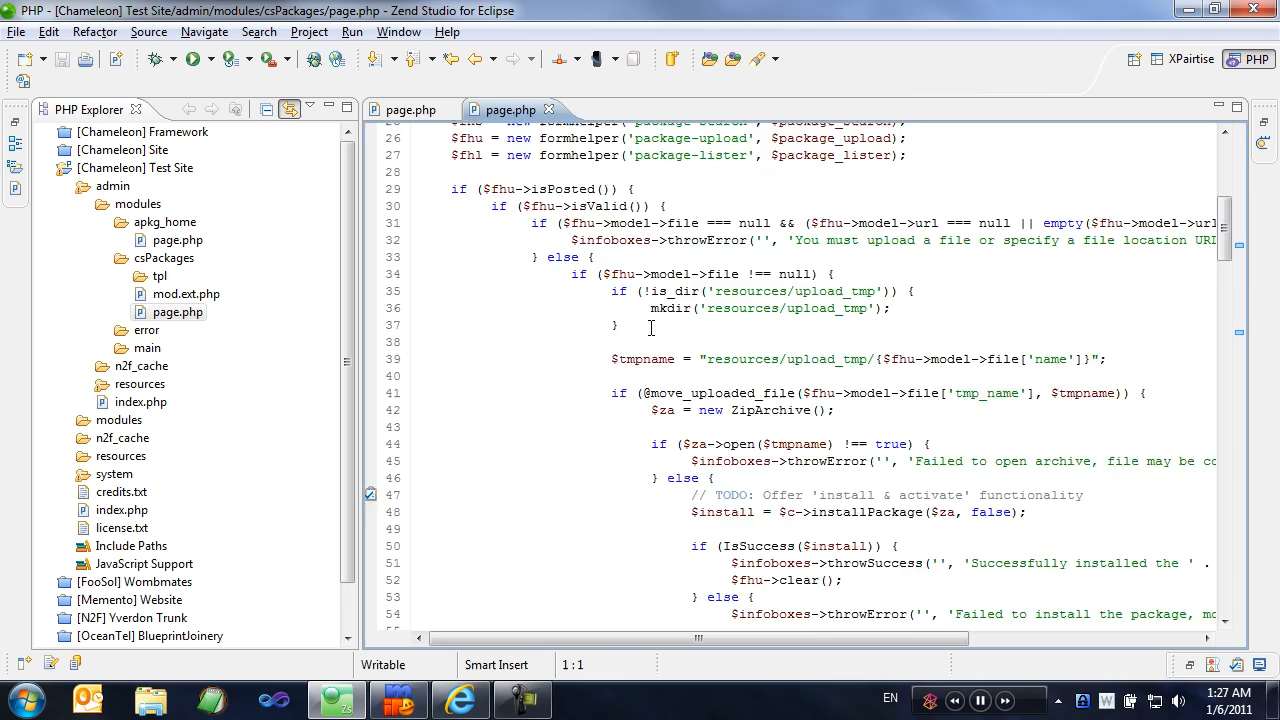 PHP - [Chameleon] Test Site/admin/modules/csPackages/page.php - Zend Studio for Eclipse
File Edit Refactor Source Navigate Search Project Run Window Help
XPairtise PHP
PHP Explorer
[Chameleon] Framework
[Chameleon] Site
[Chameleon] Test Site
admin
modules
apkg_home
page.php
csPackages
tpl
mod.ext.php
page.php
error
main
n2f_cache
resources
index.php
modules
n2f_cache
resources
system
credits.txt
index.php
license.txt
Include Paths
JavaScript Support
[FooSol] Wombmates
[Memento] Website
[N2F] Yverdon Trunk
[OceanTel] BlueprintJoinery
page.php page.php
26 $fhu = new formhelper('package-upload', $package_upload);
27 $fhl = new formhelper('package-lister', $package_lister);
28
29 if ($fhu->isPosted()) {
30 if ($fhu->isValid()) {
31 if ($fhu->model->file === null && ($fhu->model->url === null || empty($fhu->model->url
32 $infoboxes->throwError('', 'You must upload a file or specify a file location URI
33 } else {
34 if ($fhu->model->file !== null) {
35 if (!is_dir('resources/upload_tmp')) {
36 mkdir('resources/upload_tmp');
37 }
38
39 $tmpname = "resources/upload_tmp/{$fhu->model->file['name']}";
40
41 if (@move_uploaded_file($fhu->model->file['tmp_name'], $tmpname)) {
42 $za = new ZipArchive();
43
44 if ($za->open($tmpname) !== true) {
45 $infoboxes->throwError('', 'Failed to open archive, file may be co
46 } else {
47 // TODO: Offer 'install & activate' functionality
48 $install = $c->installPackage($za, false);
49
50 if (IsSuccess($install)) {
51 $infoboxes->throwSuccess('', 'Successfully installed the ' .
52 $fhu->clear();
53 } else {
54 $infoboxes->throwError('', 'Failed to install the package, mo
Writable Smart Insert 1 : 1
EN
1:27 AM
1/6/2011